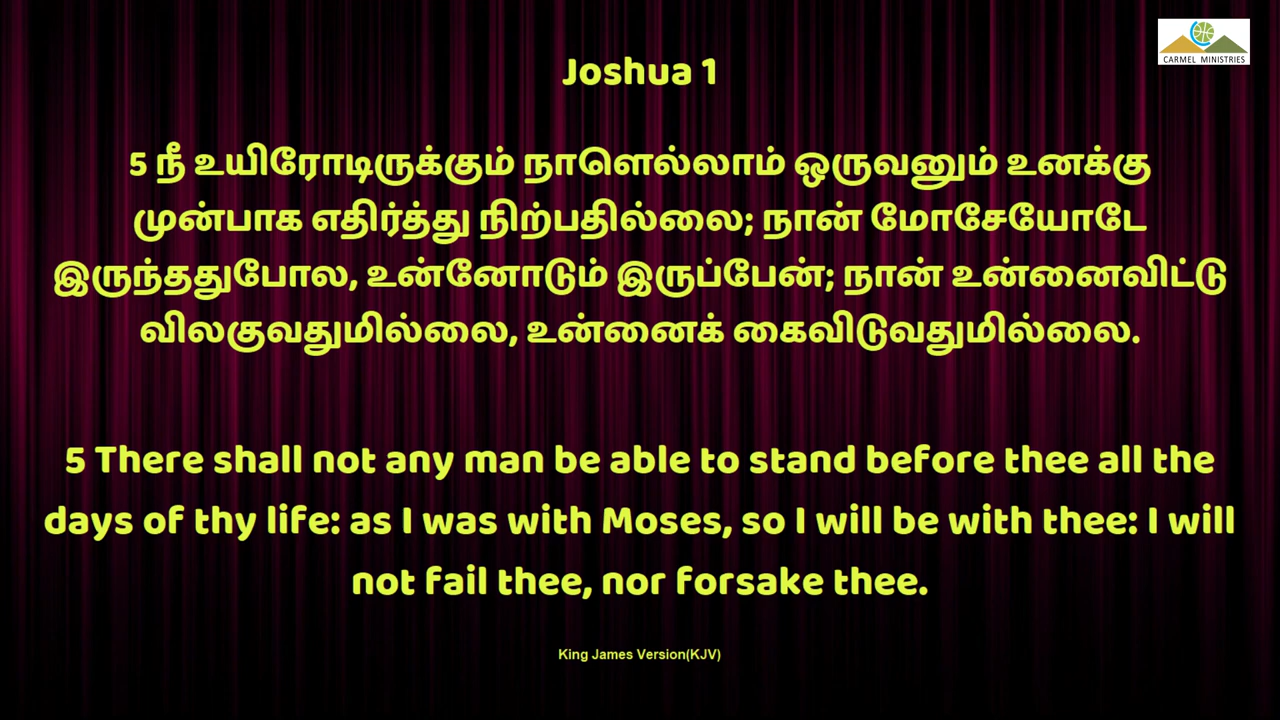 CARMEL MINISTRIES
Joshua 1
5 நீ உயிரோடிருக்கும் நாளெல்லாம் ஒருவனும் உனக்கு
முன்பாக எதிர்த்து நிற்பதில்லை; நான் மோசேயோடே
இருந்ததுபோல, உன்னோடும் இருப்பேன்; நான் உன்னைவிட்டு
விலகுவதுமில்லை, உன்னைக் கைவிடுவதுமில்லை.
5 There shall not any man be able to stand before thee all the
days of thy life: as I was with Moses, so I will be with thee: I will
not fail thee, nor forsake thee.
King James Version(KJV)